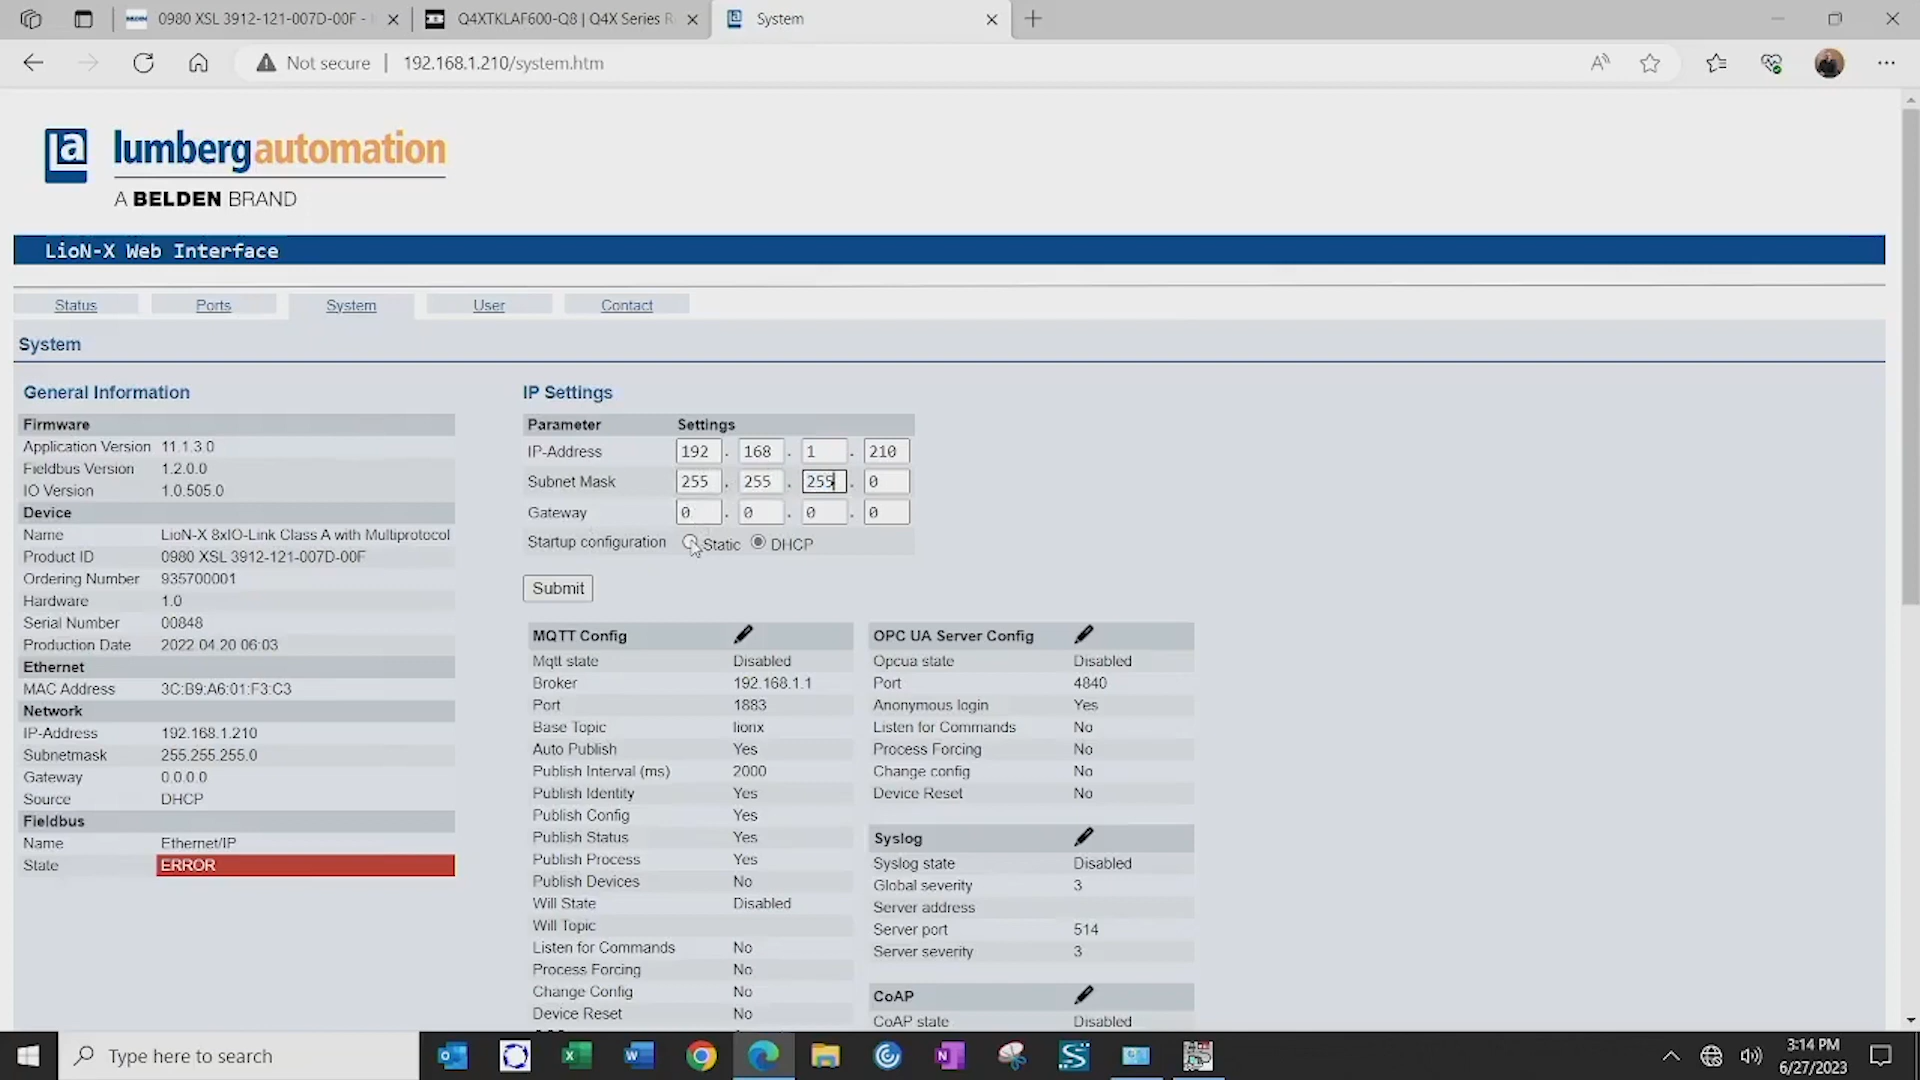 0980 XSL 3912-121-007D-00F -
Q4XTKLAF600-Q8 | Q4X Series R
System
Not secure
192.168.1.210/system.htm
la
lumbergautomation
A BELDEN BRAND
LioN-X Web Interface
Status
Ports
System
User
Contact
System
General Information
Firmware
Application Version 11.1.3.0
Fieldbus Version 1.2.0.0
IO Version 1.0.505.0
Device
Name LioN-X 8xIO-Link Class A with Multiprotocol
Product ID 0980 XSL 3912-121-007D-00F
Ordering Number 935700001
Hardware 1.0
Serial Number 00848
Production Date 2022.04.20 06:03
Ethernet
MAC Address 3C:B9:A6:01:F3:C3
Network
IP-Address 192.168.1.210
Subnetmask 255.255.255.0
Gateway 0.0.0.0
Source DHCP
Fieldbus
Name Ethernet/IP
State ERROR
IP Settings
Parameter Settings
IP-Address 192 . 168 . 1 . 210
Subnet Mask 255 . 255 . 255 . 0
Gateway 0 . 0 . 0 . 0
Startup configuration Static DHCP
Submit
MQTT Config
Mqtt state Disabled
Broker 192.168.1.1
Port 1883
Base Topic lionx
Auto Publish Yes
Publish Interval (ms) 2000
Publish Identity Yes
Publish Config Yes
Publish Status Yes
Publish Process Yes
Publish Devices No
Will State Disabled
Will Topic
Listen for Commands No
Process Forcing No
Change Config No
Device Reset No
OPC UA Server Config
Opcua state Disabled
Port 4840
Anonymous login Yes
Listen for Commands No
Process Forcing No
Change config No
Device Reset No
Syslog
Syslog state Disabled
Global severity 3
Server address
Server port 514
Server severity 3
CoAP
CoAP state Disabled
Type here to search
3:14 PM
6/27/2023